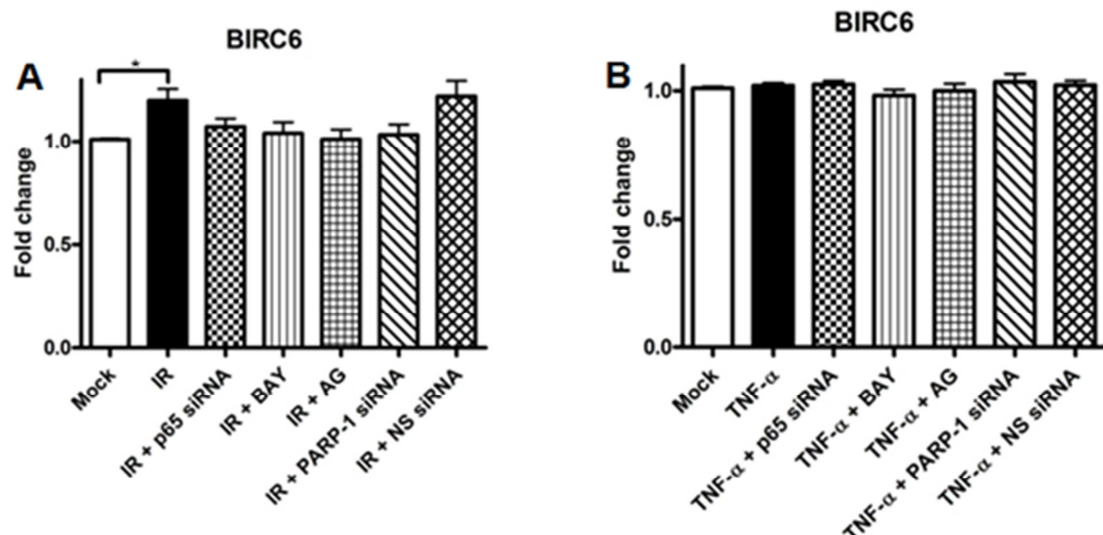 BIRC6
A
*
Fold change
1.0
0.5
0.0
Mock
IR
IR + p65 siRNA
IR + BAY
IR + AG
IR + PARP-1 siRNA
IR + NS siRNA
BIRC6
B
Fold change
1.0
0.5
0.0
Mock
TNF-α
TNF-α + p65 siRNA
TNF-α + BAY
TNF-α + AG
TNF-α + PARP-1 siRNA
TNF-α + NS siRNA